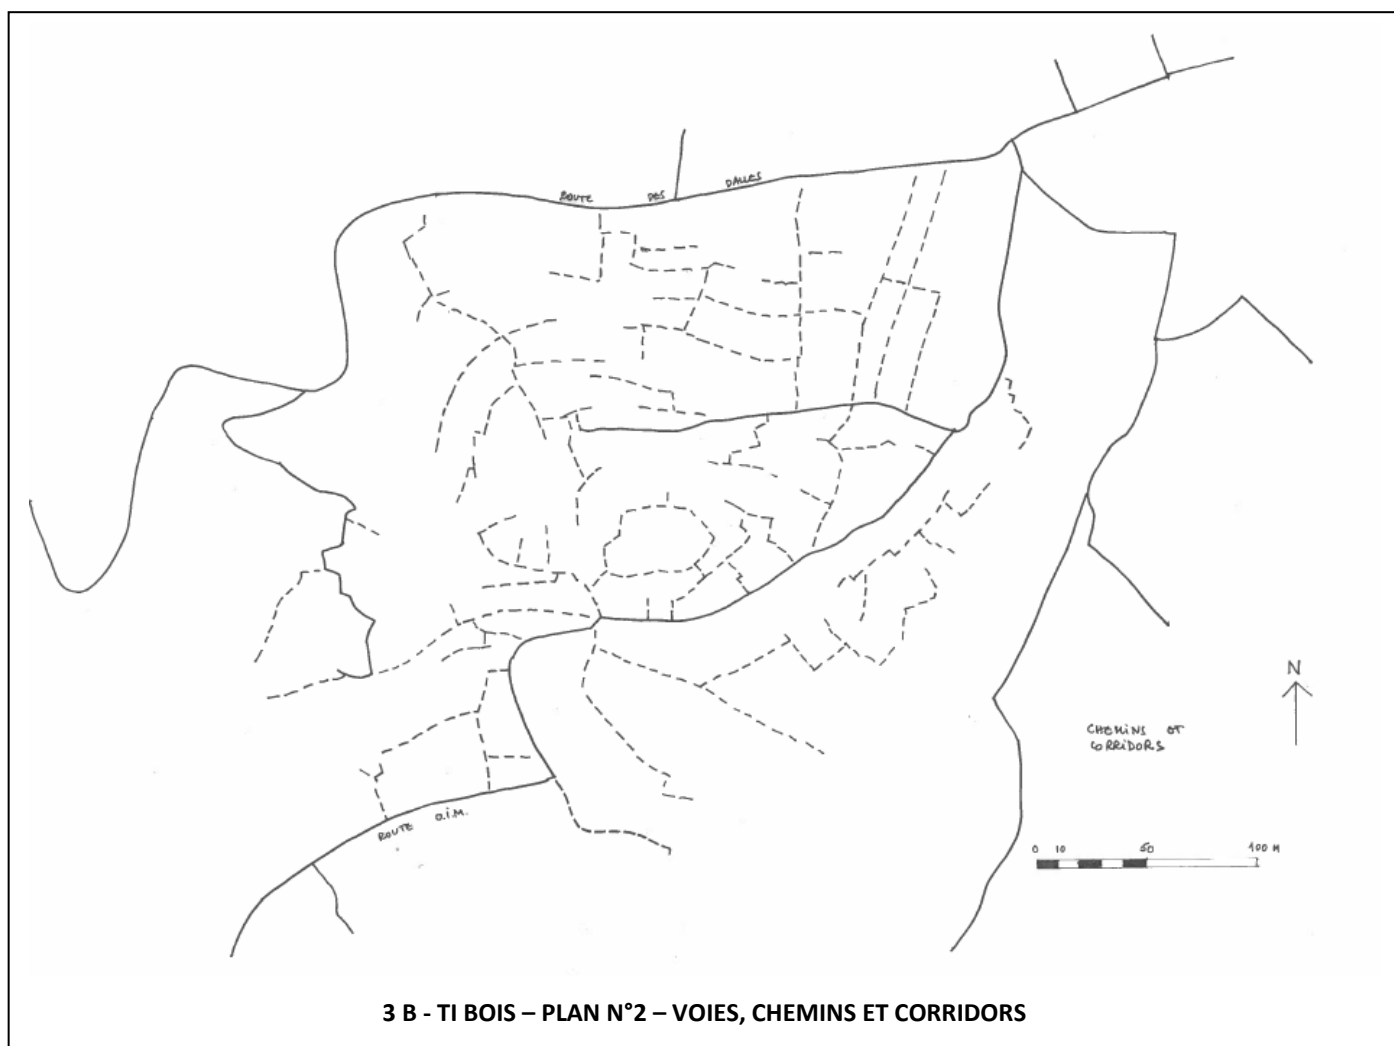 ROUTE DES DALLES
N
CHEMINS ET
CORRIDORS
0 10 50 100 M
ROUTE O.I.M.
3 B - TI BOIS – PLAN N°2 – VOIES, CHEMINS ET CORRIDORS